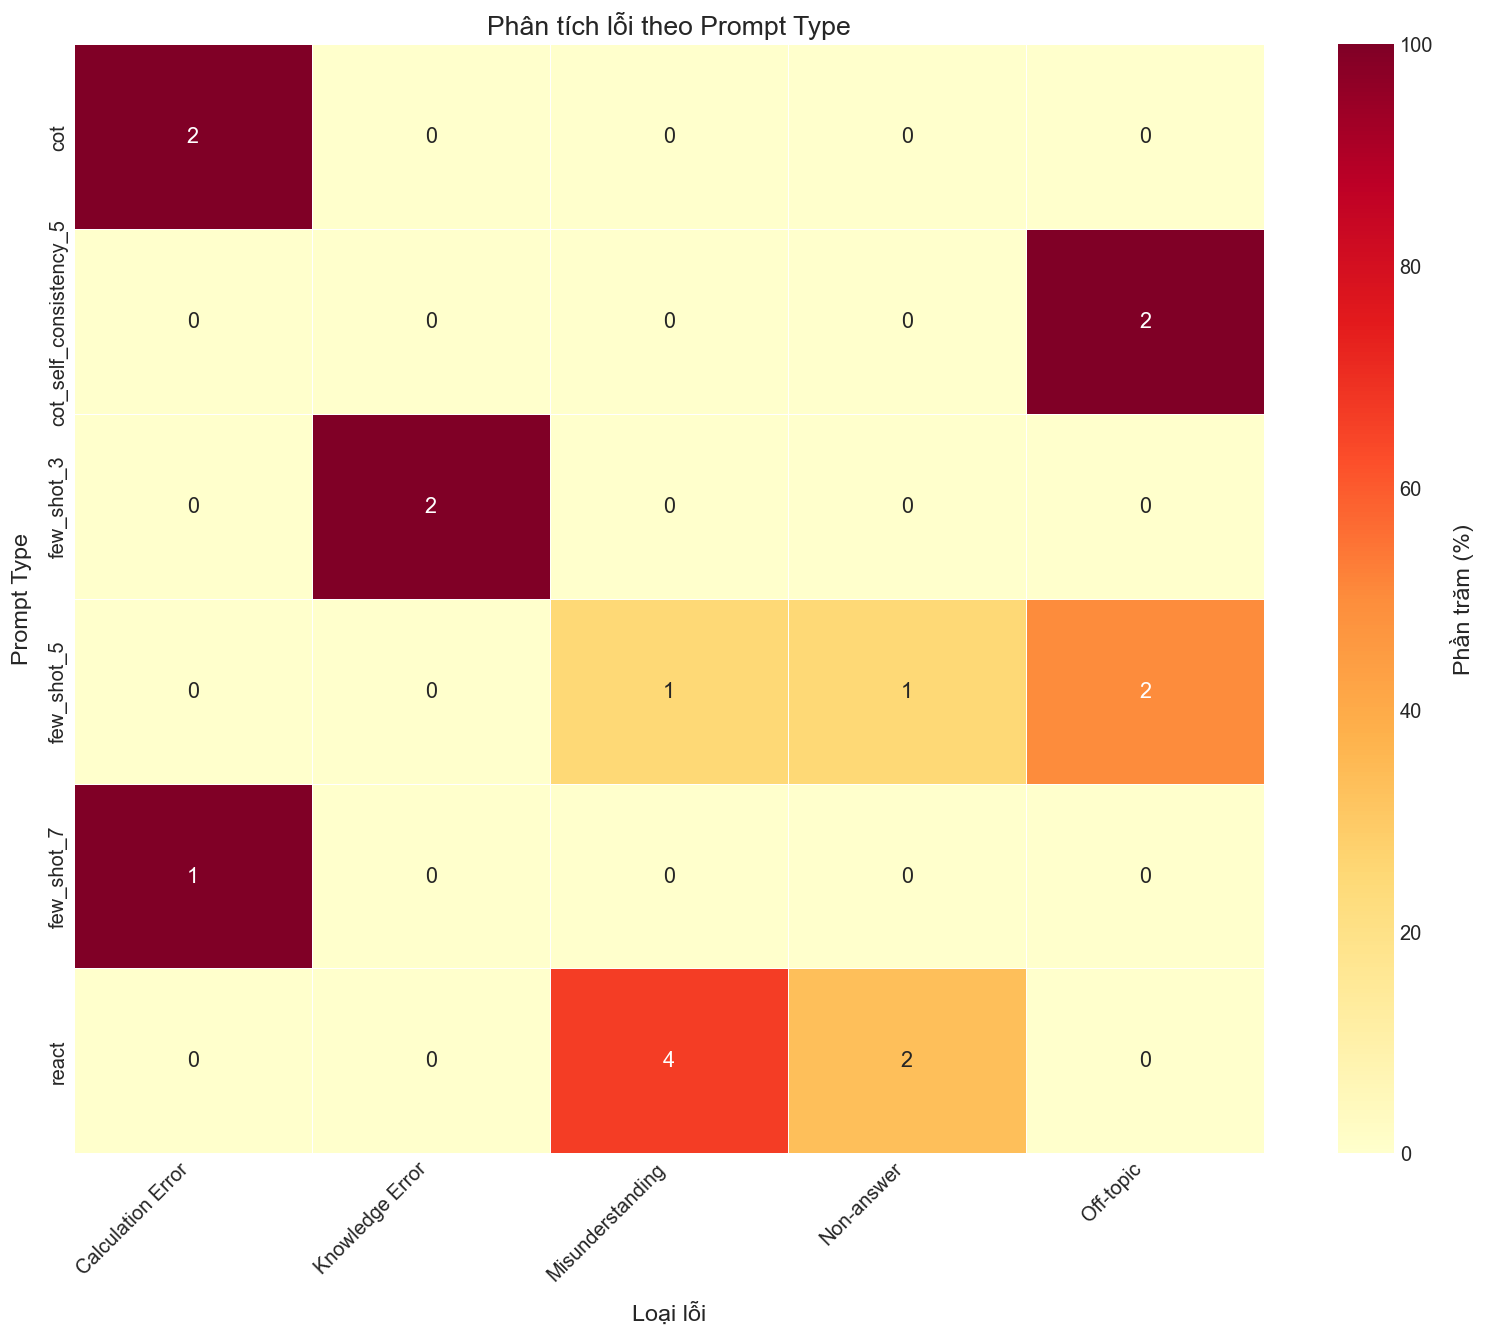 Phân tích lỗi theo Prompt Type
Prompt Type
cot
2 0 0 0 0
cot_self_consistency_5
0 0 0 0 2
few_shot_3
0 2 0 0 0
few_shot_5
0 0 1 1 2
few_shot_7
1 0 0 0 0
react
0 0 4 2 0
Calculation Error
Knowledge Error
Misunderstanding
Non-answer
Off-topic
Loại lỗi
100
80
60
40
20
0
Phần trăm (%)